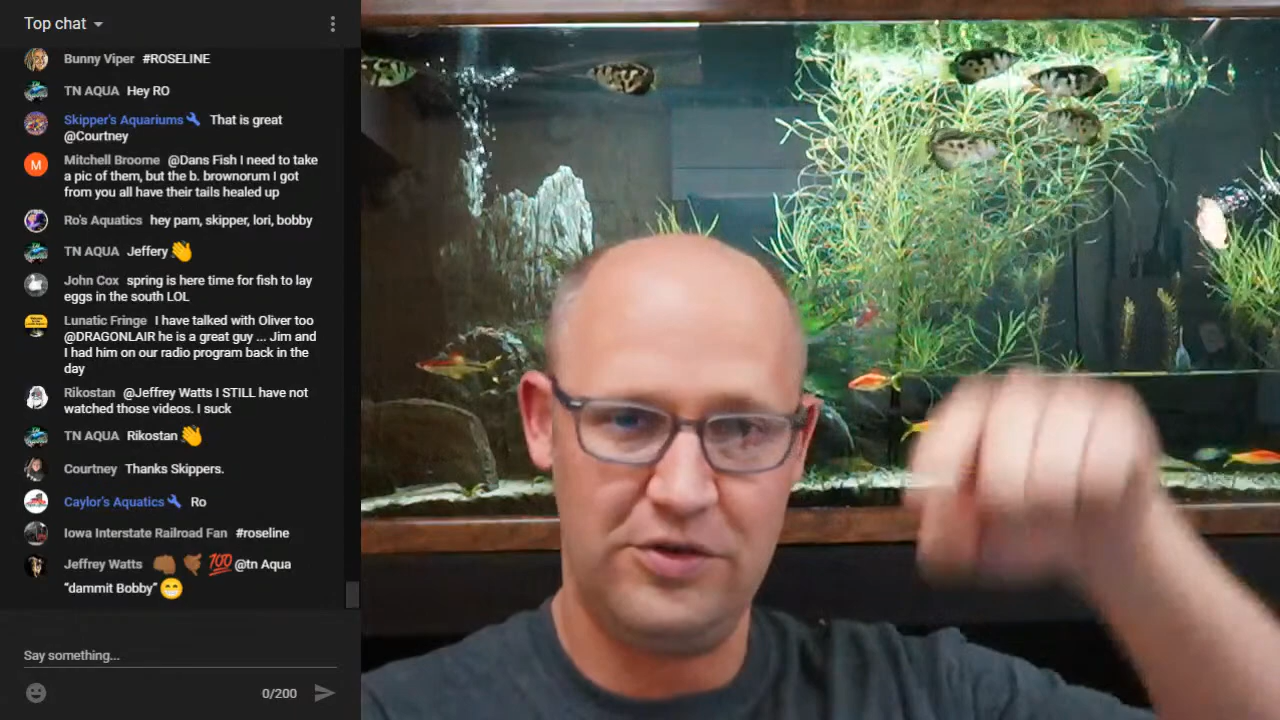 Top chat
Bunny Viper #ROSELINE
TN AQUA Hey RO
Skipper's Aquariums That is great
@Courtney
Mitchell Broome @Dans Fish I need to take
a pic of them, but the b. brownorum I got
from you all have their tails healed up
Ro's Aquatics hey pam, skipper, lori, bobby
TN AQUA Jeffery 👋
John Cox spring is here time for fish to lay
eggs in the south LOL
Lunatic Fringe I have talked with Oliver too
@DRAGONLAIR he is a great guy ... Jim and
I had him on our radio program back in the
day
Rikostan @Jeffrey Watts I STILL have not
watched those videos. I suck
TN AQUA Rikostan 👋
Courtney Thanks Skippers.
Caylor's Aquatics Ro
Iowa Interstate Railroad Fan #roseline
Jeffrey Watts 👊🏾 🤙🏾 💯 @tn Aqua
“dammit Bobby” 😁
Say something...
0/200
M